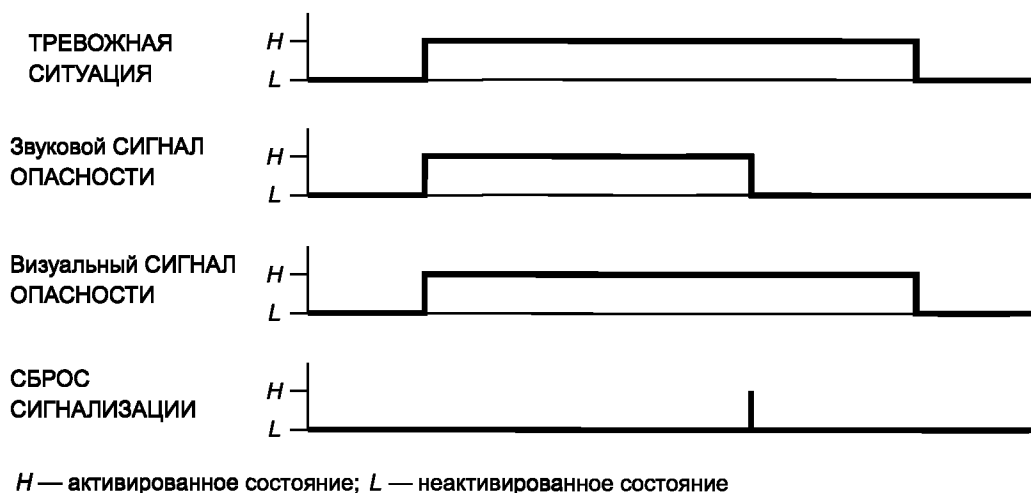 ТРЕВОЖНАЯ
СИТУАЦИЯ
H
L
Звуковой СИГНАЛ
ОПАСНОСТИ
H
L
Визуальный СИГНАЛ
ОПАСНОСТИ
H
L
СБРОС
СИГНАЛИЗАЦИИ
H
L
H — активированное состояние; L — неактивированное состояние